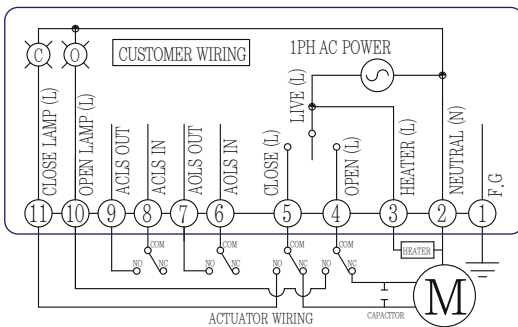 CUSTOMER WIRING
1PH AC POWER
C
O
CLOSE LAMP (L)
OPEN LAMP (L)
ACLS OUT
ACLS IN
AOLS OUT
AOLS IN
CLOSE (L)
LIVE (L)
OPEN (L)
HEATER (L)
NEUTRAL (N)
F.G
11
10
9
8
7
6
5
4
3
2
1
COM
COM
COM
COM
NO
NC
NO
NC
NO
NC
NO
NC
HEATER
M
CAPACITOR
ACTUATOR WIRING